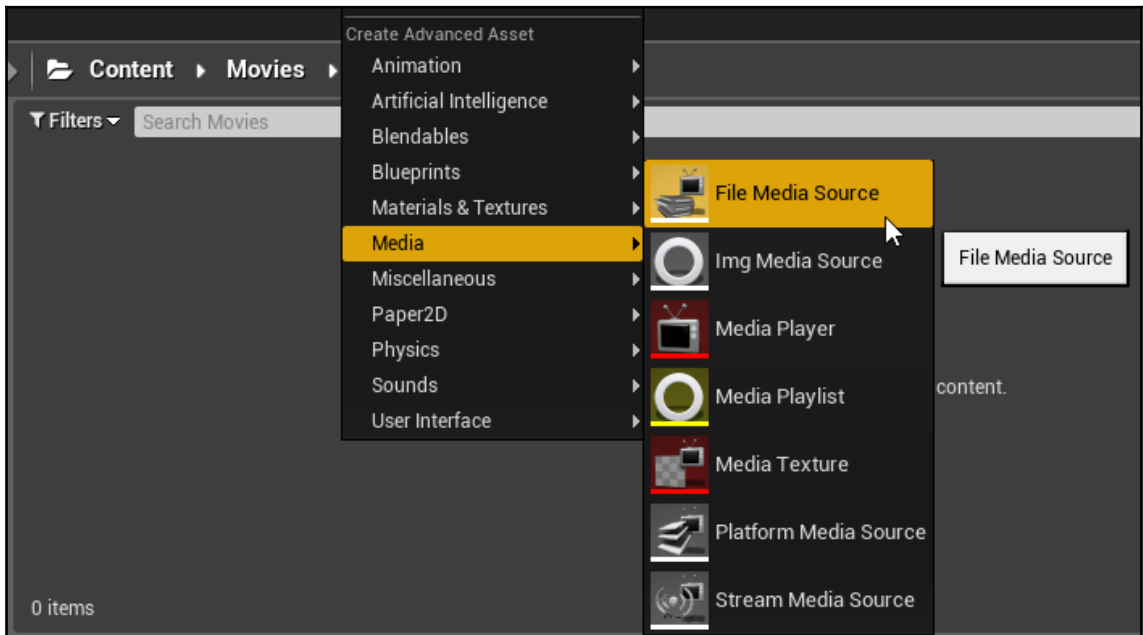 Create Advanced Asset
Content Movies
Animation
Artificial Intelligence
Filters Search Movies
Blendables
Blueprints
Materials & Textures
Media
Miscellaneous
Paper2D
Physics
Sounds
User Interface
File Media Source
Img Media Source
File Media Source
Media Player
Media Playlist
content.
Media Texture
Platform Media Source
Stream Media Source
0 items